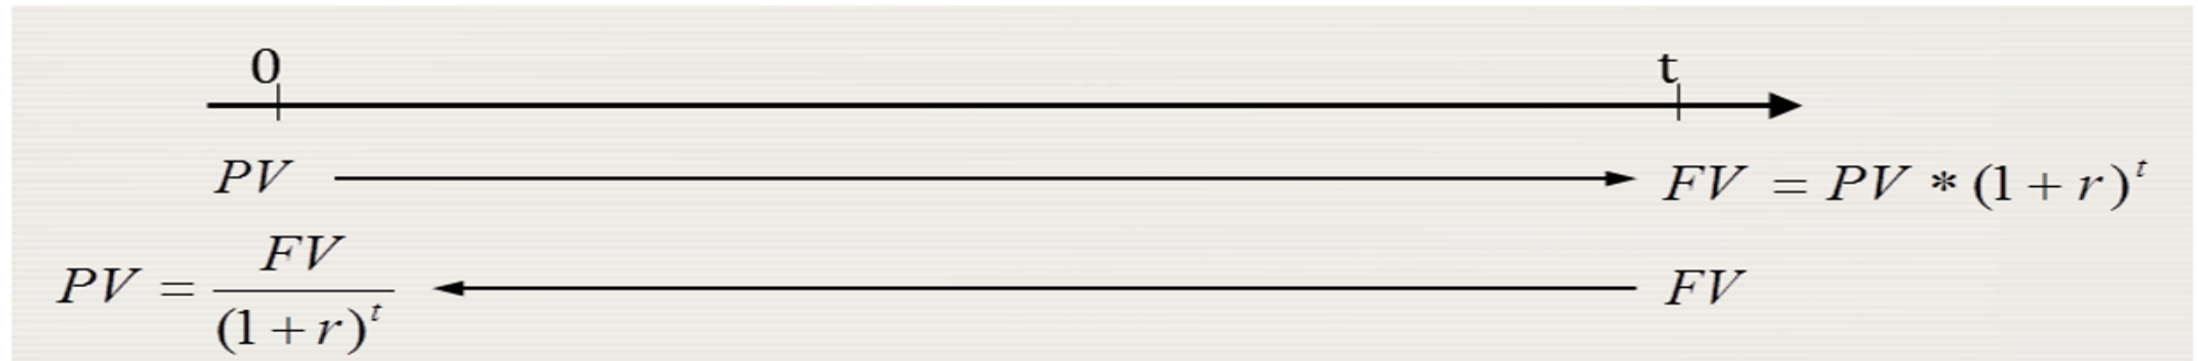 0 t
PV FV = PV * (1 + r)^t
PV = FV / (1 + r)^t FV